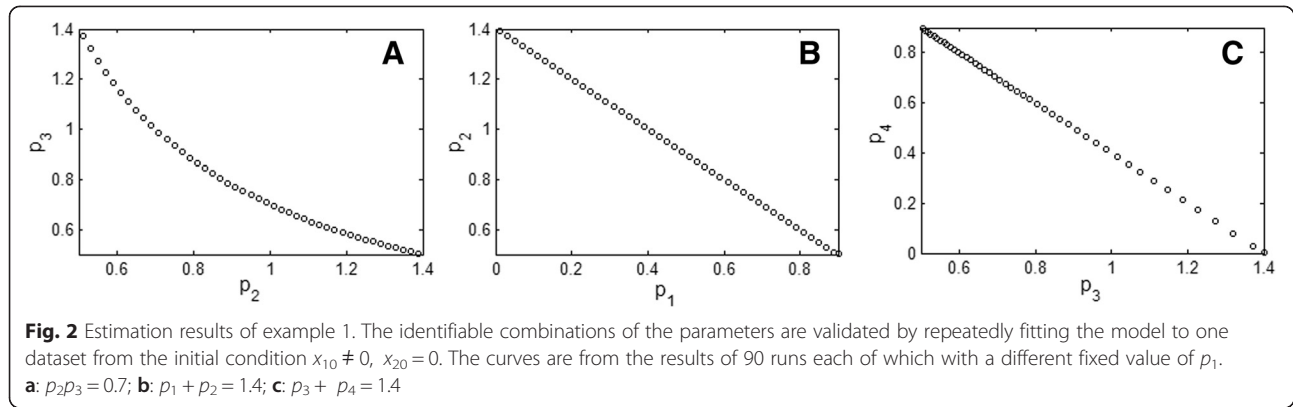 A
1.4
1.2
1
0.8
0.6
p3
0.6 0.8 1 1.2 1.4
p2
B
1.4
1.2
1
0.8
0.6
p2
0 0.2 0.4 0.6 0.8
p1
C
0.8
0.6
0.4
0.2
0
p4
0.6 0.8 1 1.2 1.4
p3
Fig. 2 Estimation results of example 1. The identifiable combinations of the parameters are validated by repeatedly fitting the model to one
dataset from the initial condition x10 ≠ 0, x20 = 0. The curves are from the results of 90 runs each of which with a different fixed value of p1.
a: p2p3 = 0.7; b: p1 + p2 = 1.4; c: p3 + p4 = 1.4